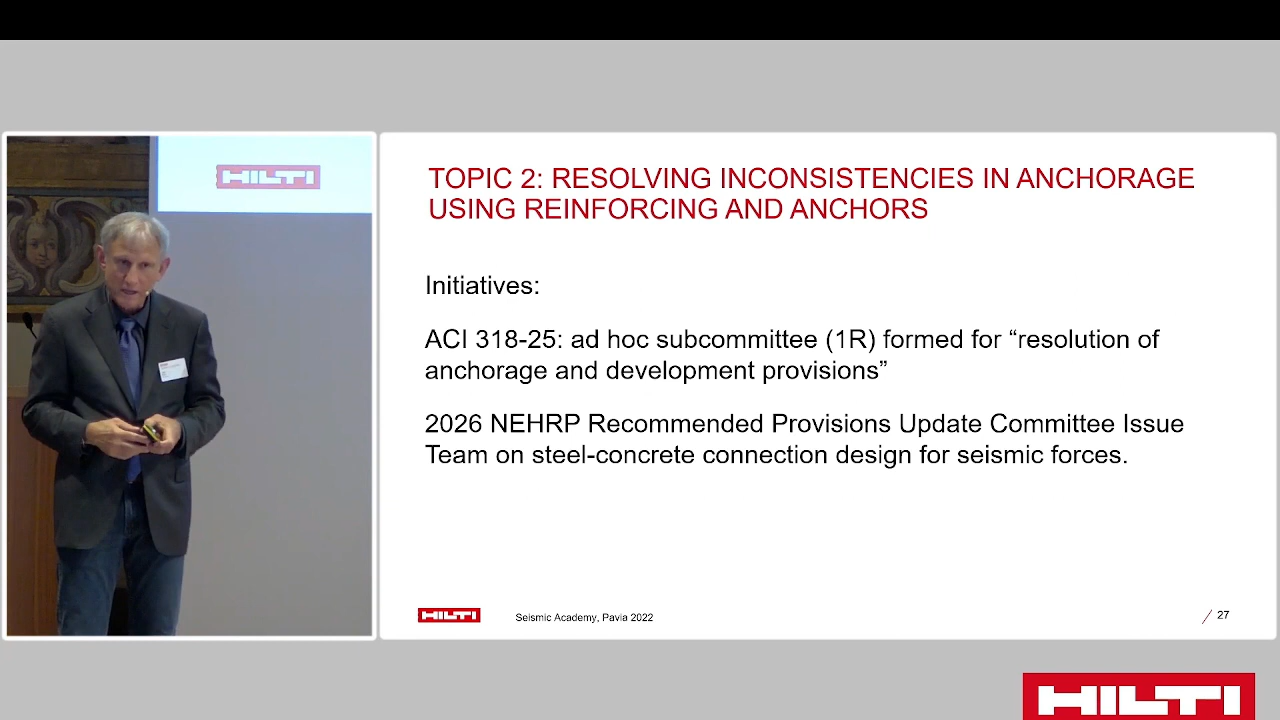 HILTI
TOPIC 2: RESOLVING INCONSISTENCIES IN ANCHORAGE
USING REINFORCING AND ANCHORS
Initiatives:
ACI 318-25: ad hoc subcommittee (1R) formed for “resolution of
anchorage and development provisions”
2026 NEHRP Recommended Provisions Update Committee Issue
Team on steel-concrete connection design for seismic forces.
HILTI
Seismic Academy, Pavia 2022
/ 27
HILTI